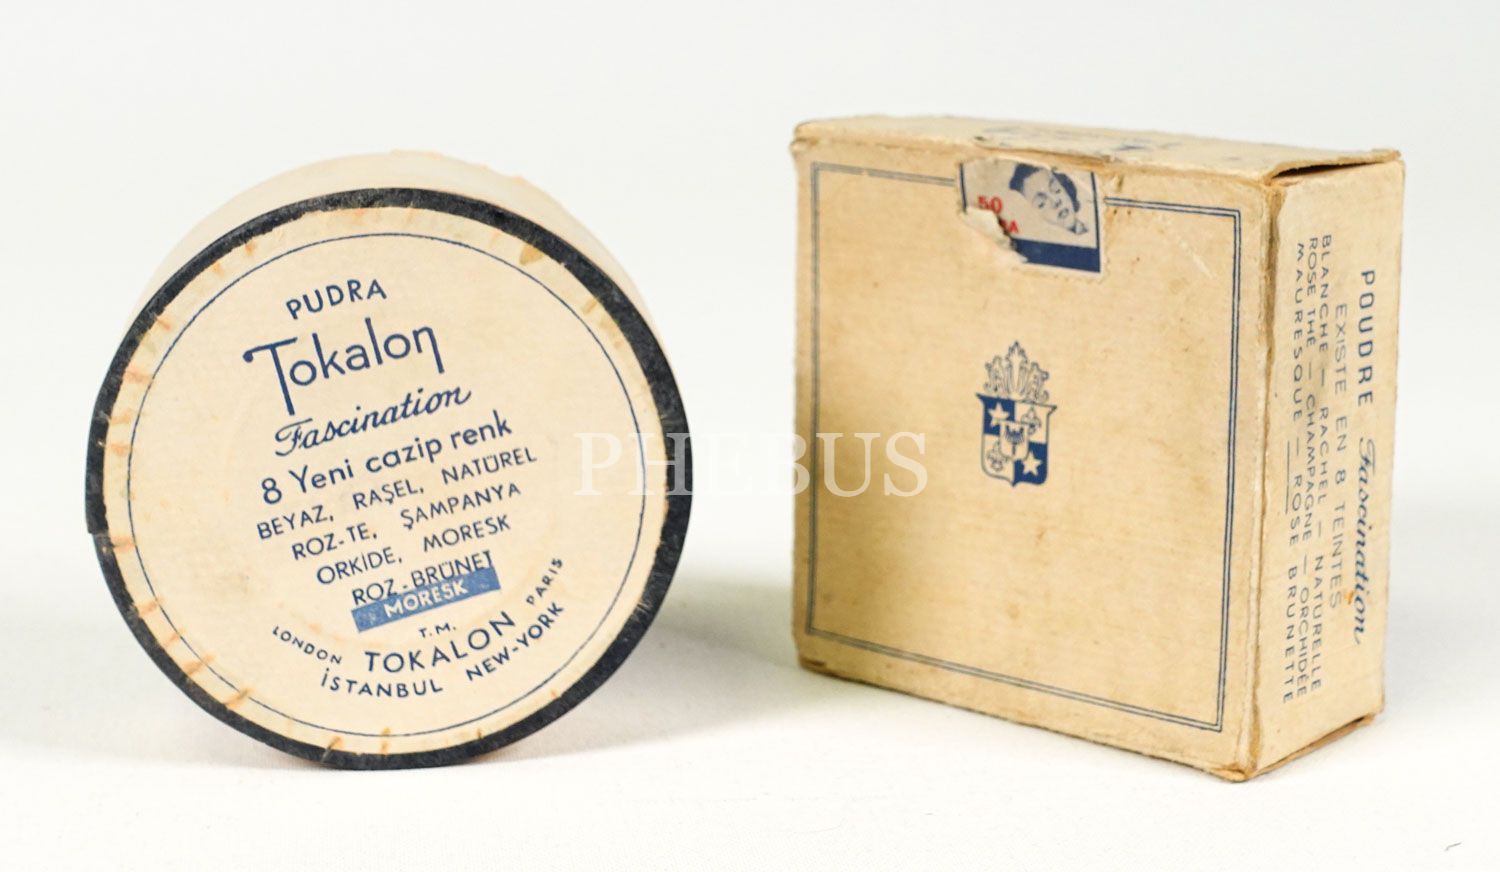 PUDRA
Tokalon
Fascination
8 Yeni cazip renk
BEYAZ, RAŞEL, NATÜREL
ROZ-TE, ŞAMPANYA
ORKİDE, MORESK
ROZ-BRÜNET
MORESK
T.M.
LONDON TOKALON PARIS
İSTANBUL NEW-YORK
50
POUDRE Fascination
EXISTE EN 8 TEINTES
BLANCHE — RACHEL — NATURELLE
ROSE THÉ — CHAMPAGNE — ORCHIDÉE
MAURESQUE — ROSE BRUNETTE
PHEBUS